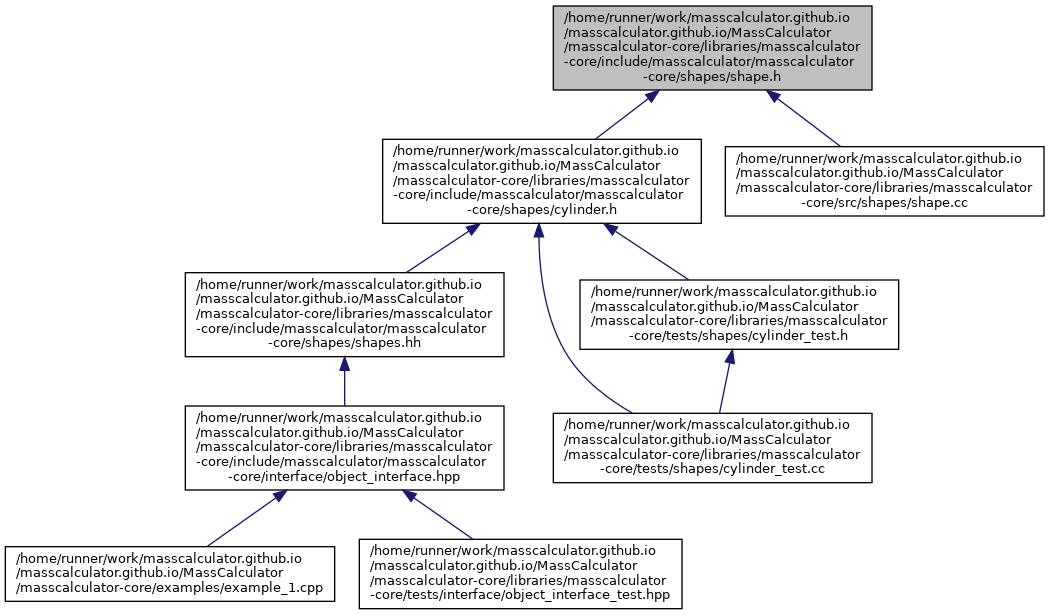 /home/runner/work/masscalculator.github.io
/masscalculator.github.io/MassCalculator
/masscalculator-core/libraries/masscalculator
-core/include/masscalculator/masscalculator
-core/shapes/shape.h
/home/runner/work/masscalculator.github.io
/masscalculator.github.io/MassCalculator
/masscalculator-core/libraries/masscalculator
-core/include/masscalculator/masscalculator
-core/shapes/cylinder.h
/home/runner/work/masscalculator.github.io
/masscalculator.github.io/MassCalculator
/masscalculator-core/libraries/masscalculator
-core/src/shapes/shape.cc
/home/runner/work/masscalculator.github.io
/masscalculator.github.io/MassCalculator
/masscalculator-core/libraries/masscalculator
-core/include/masscalculator/masscalculator
-core/shapes/shapes.hh
/home/runner/work/masscalculator.github.io
/masscalculator.github.io/MassCalculator
/masscalculator-core/libraries/masscalculator
-core/tests/shapes/cylinder_test.h
/home/runner/work/masscalculator.github.io
/masscalculator.github.io/MassCalculator
/masscalculator-core/libraries/masscalculator
-core/include/masscalculator/masscalculator
-core/interface/object_interface.hpp
/home/runner/work/masscalculator.github.io
/masscalculator.github.io/MassCalculator
/masscalculator-core/libraries/masscalculator
-core/tests/shapes/cylinder_test.cc
/home/runner/work/masscalculator.github.io
/masscalculator.github.io/MassCalculator
/masscalculator-core/examples/example_1.cpp
/home/runner/work/masscalculator.github.io
/masscalculator.github.io/MassCalculator
/masscalculator-core/libraries/masscalculator
-core/tests/interface/object_interface_test.hpp